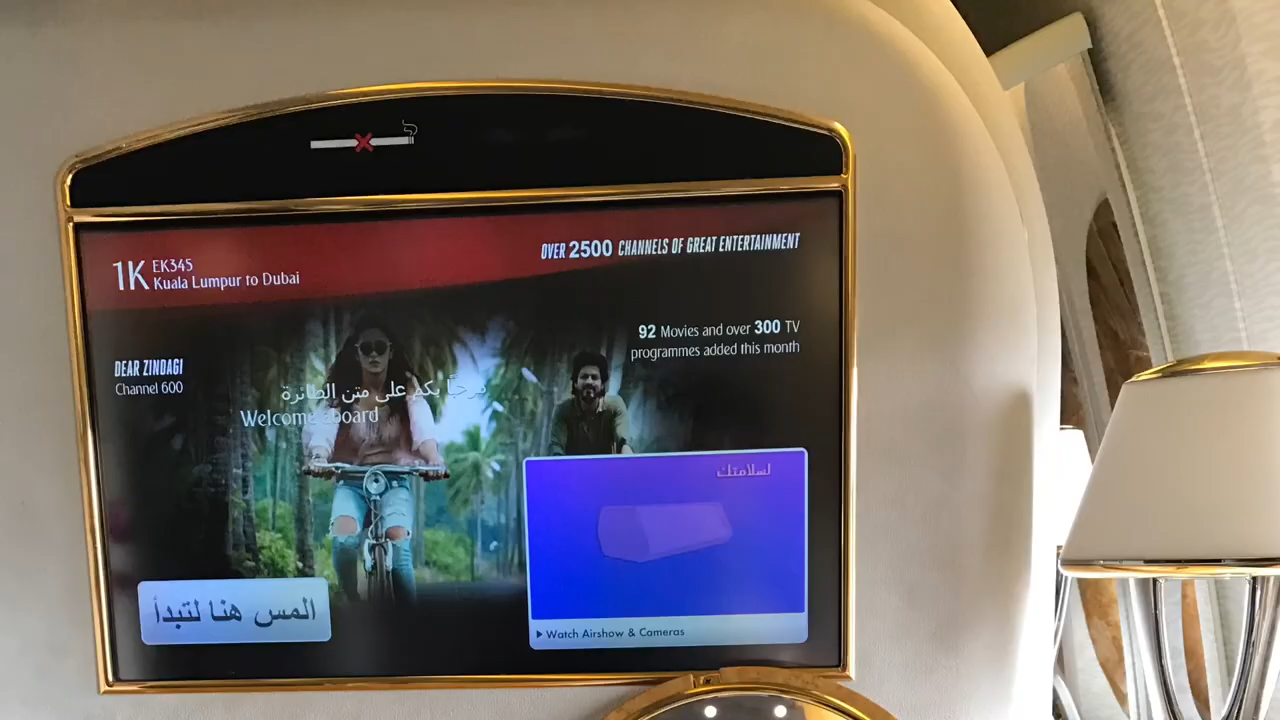 1K
EK345
Kuala Lumpur to Dubai
OVER 2500 CHANNELS OF GREAT ENTERTAINMENT
92 Movies and over 300 TV
programmes added this month
DEAR ZINDAGI
Channel 600
مرحبًا بكم على متن الطائرة
Welcome aboard
لسلامتك
المس هنا لتبدأ
Watch Airshow & Cameras